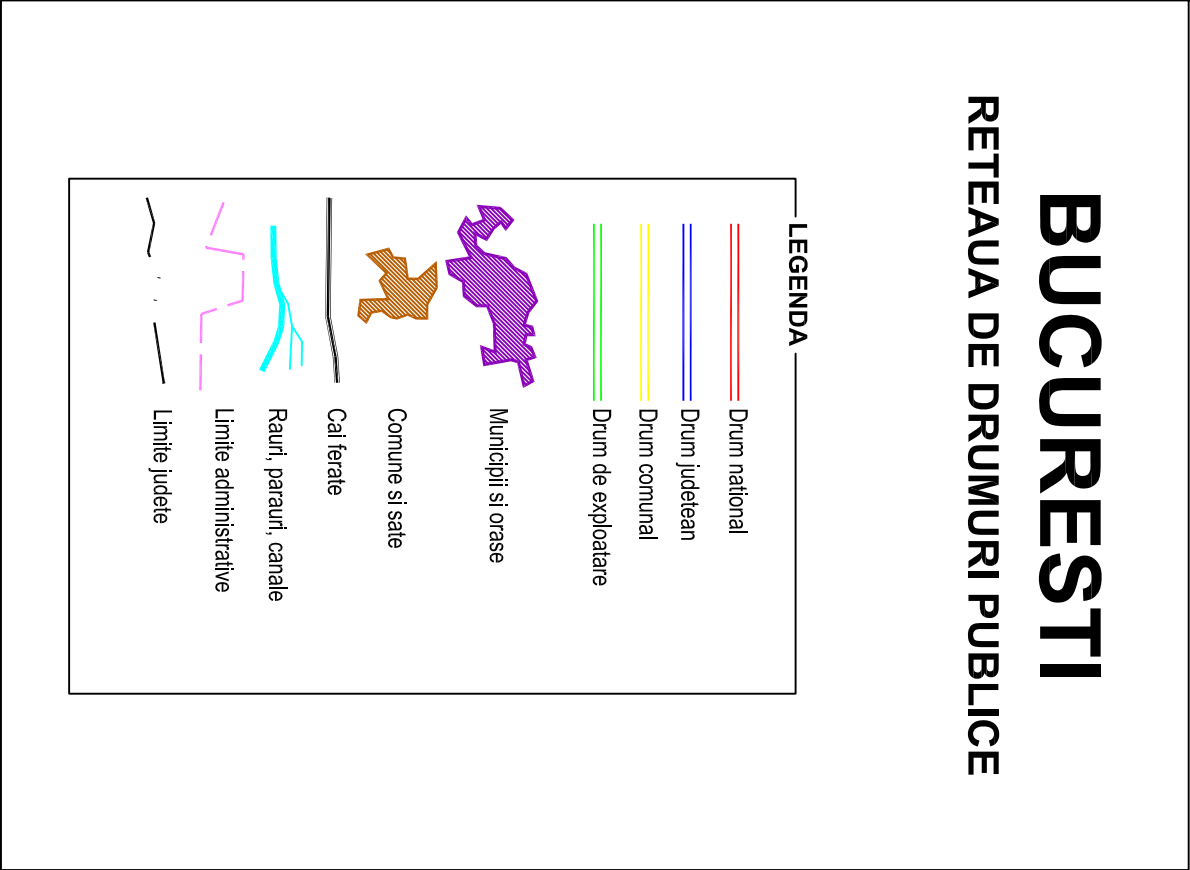 BUCURESTI
RETEAUA DE DRUMURI PUBLICE
LEGENDA
Drum national
Drum judetean
Drum comunal
Drum de exploatare
Municipii si orase
Comune si sate
Cai ferate
Rauri, parauri, canale
Limite administrative
Limite judete